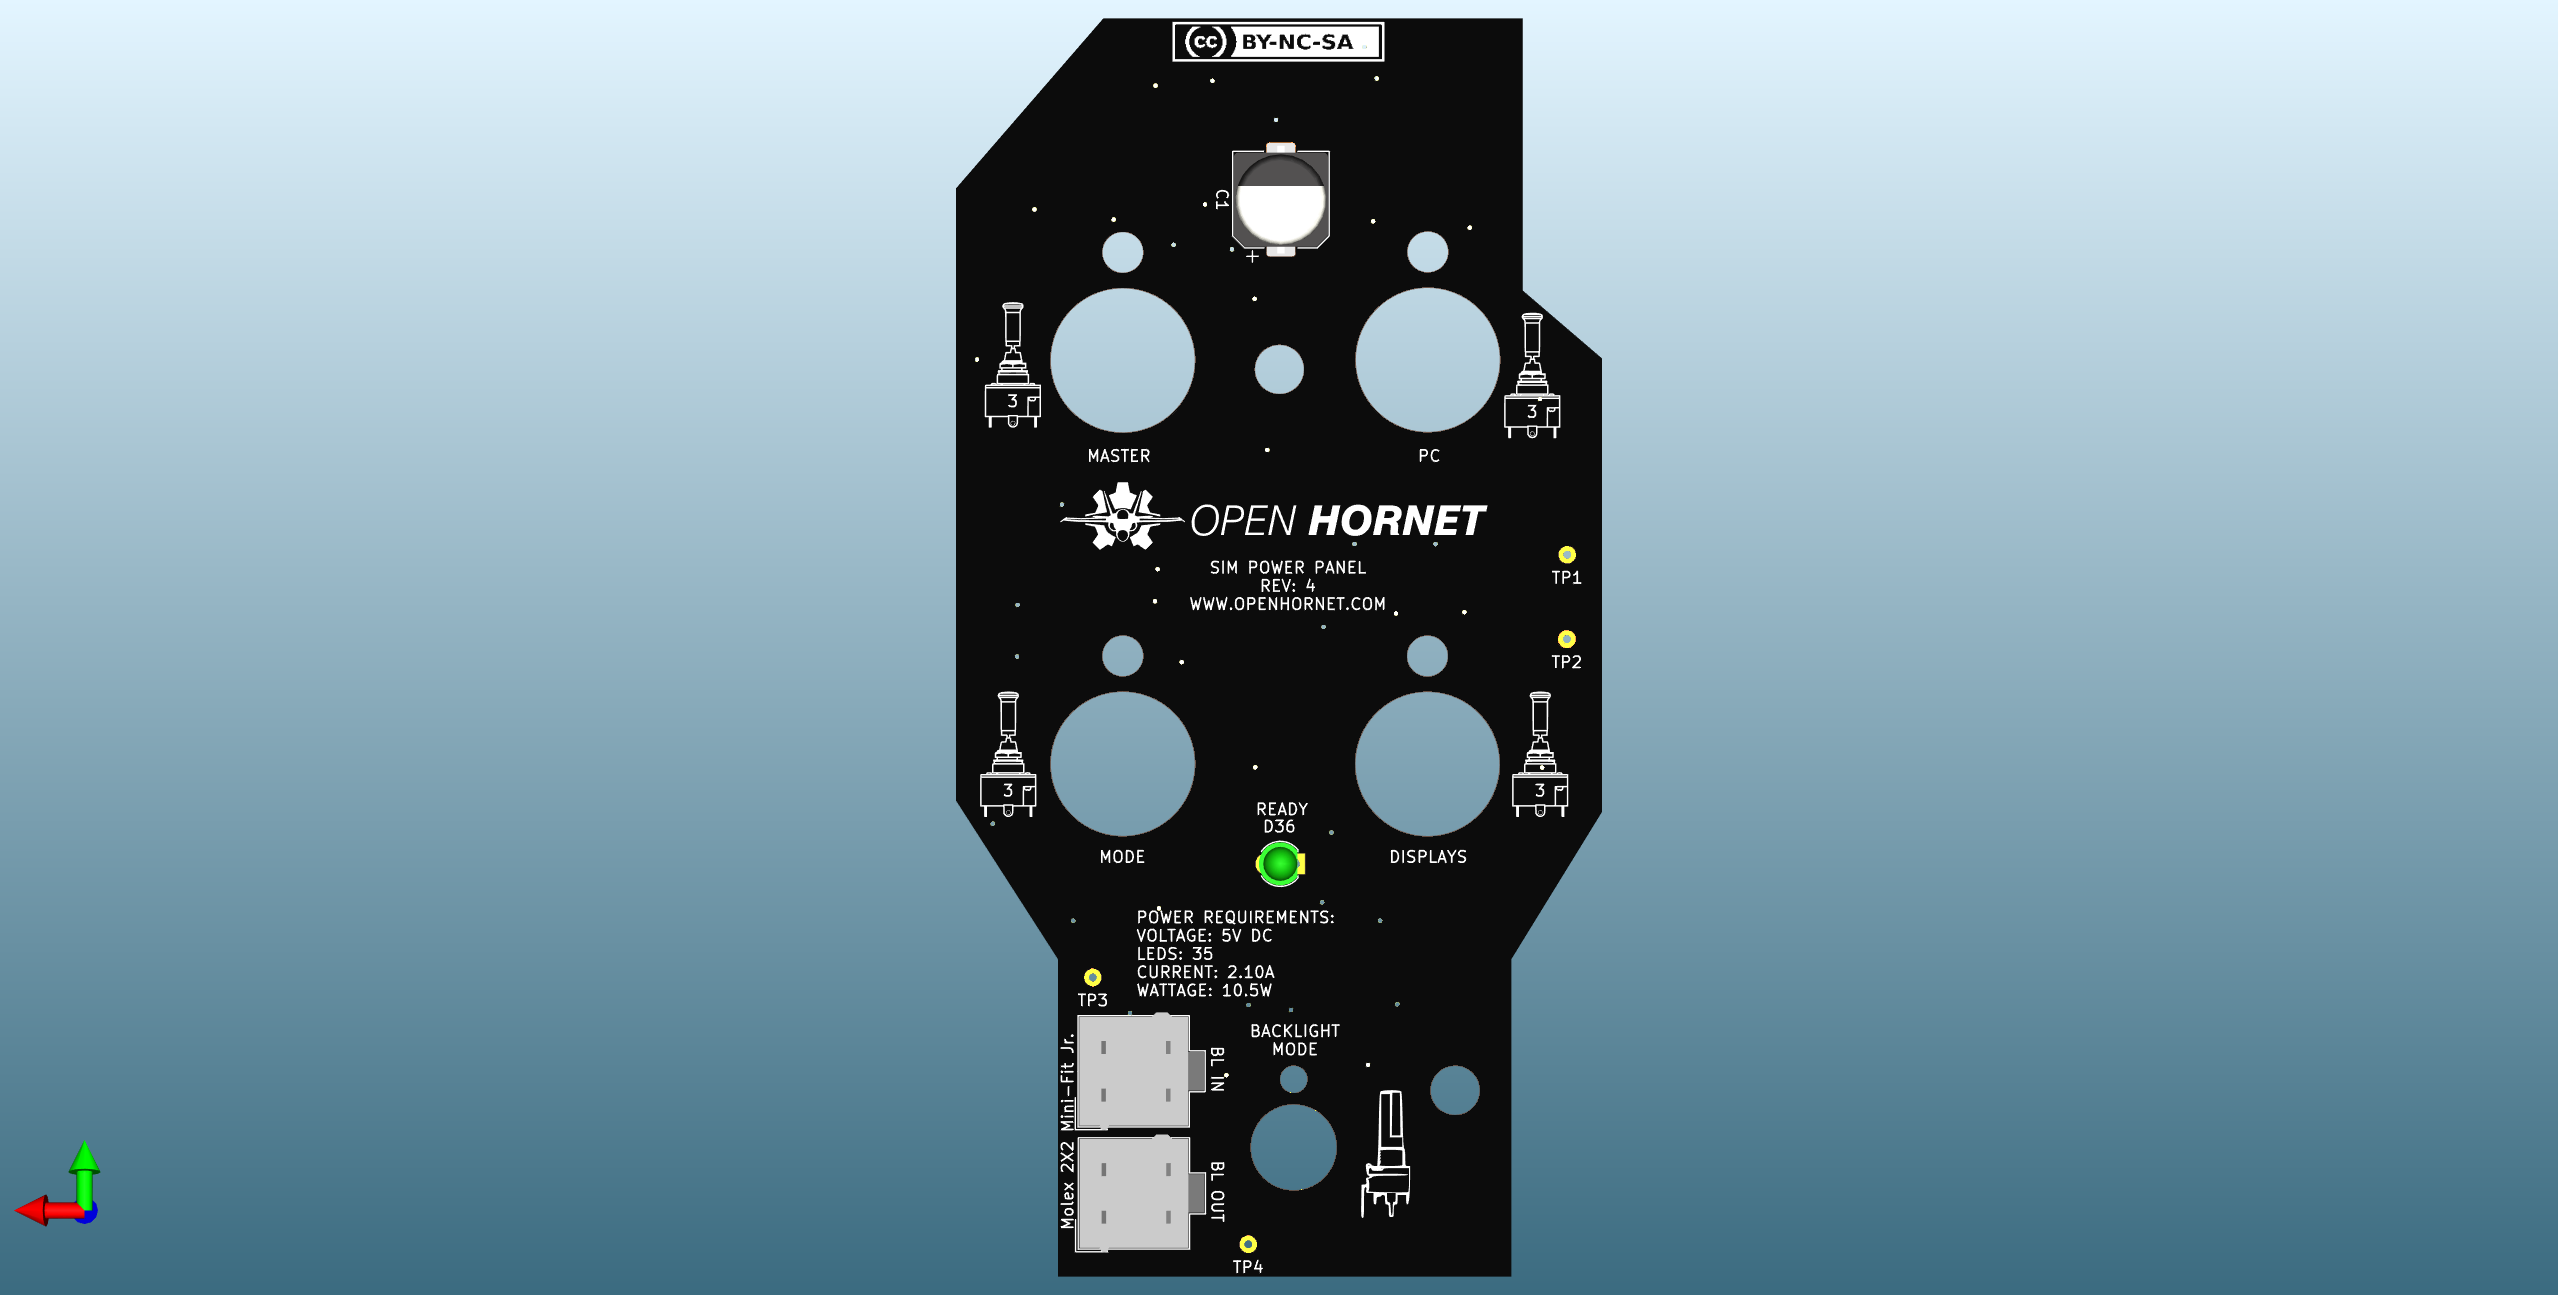 cc BY-NC-SA
C1
+
3
3
MASTER
PC
OPEN HORNET
SIM POWER PANEL
REV: 4
WWW.OPENHORNET.COM
TP1
TP2
3
3
READY
D36
MODE
DISPLAYS
POWER REQUIREMENTS:
VOLTAGE: 5V DC
LEDS: 35
CURRENT: 2.10A
WATTAGE: 10.5W
TP3
BACKLIGHT
MODE
Molex 2X2 Mini-Fit Jr.
BL IN
BL OUT
TP4